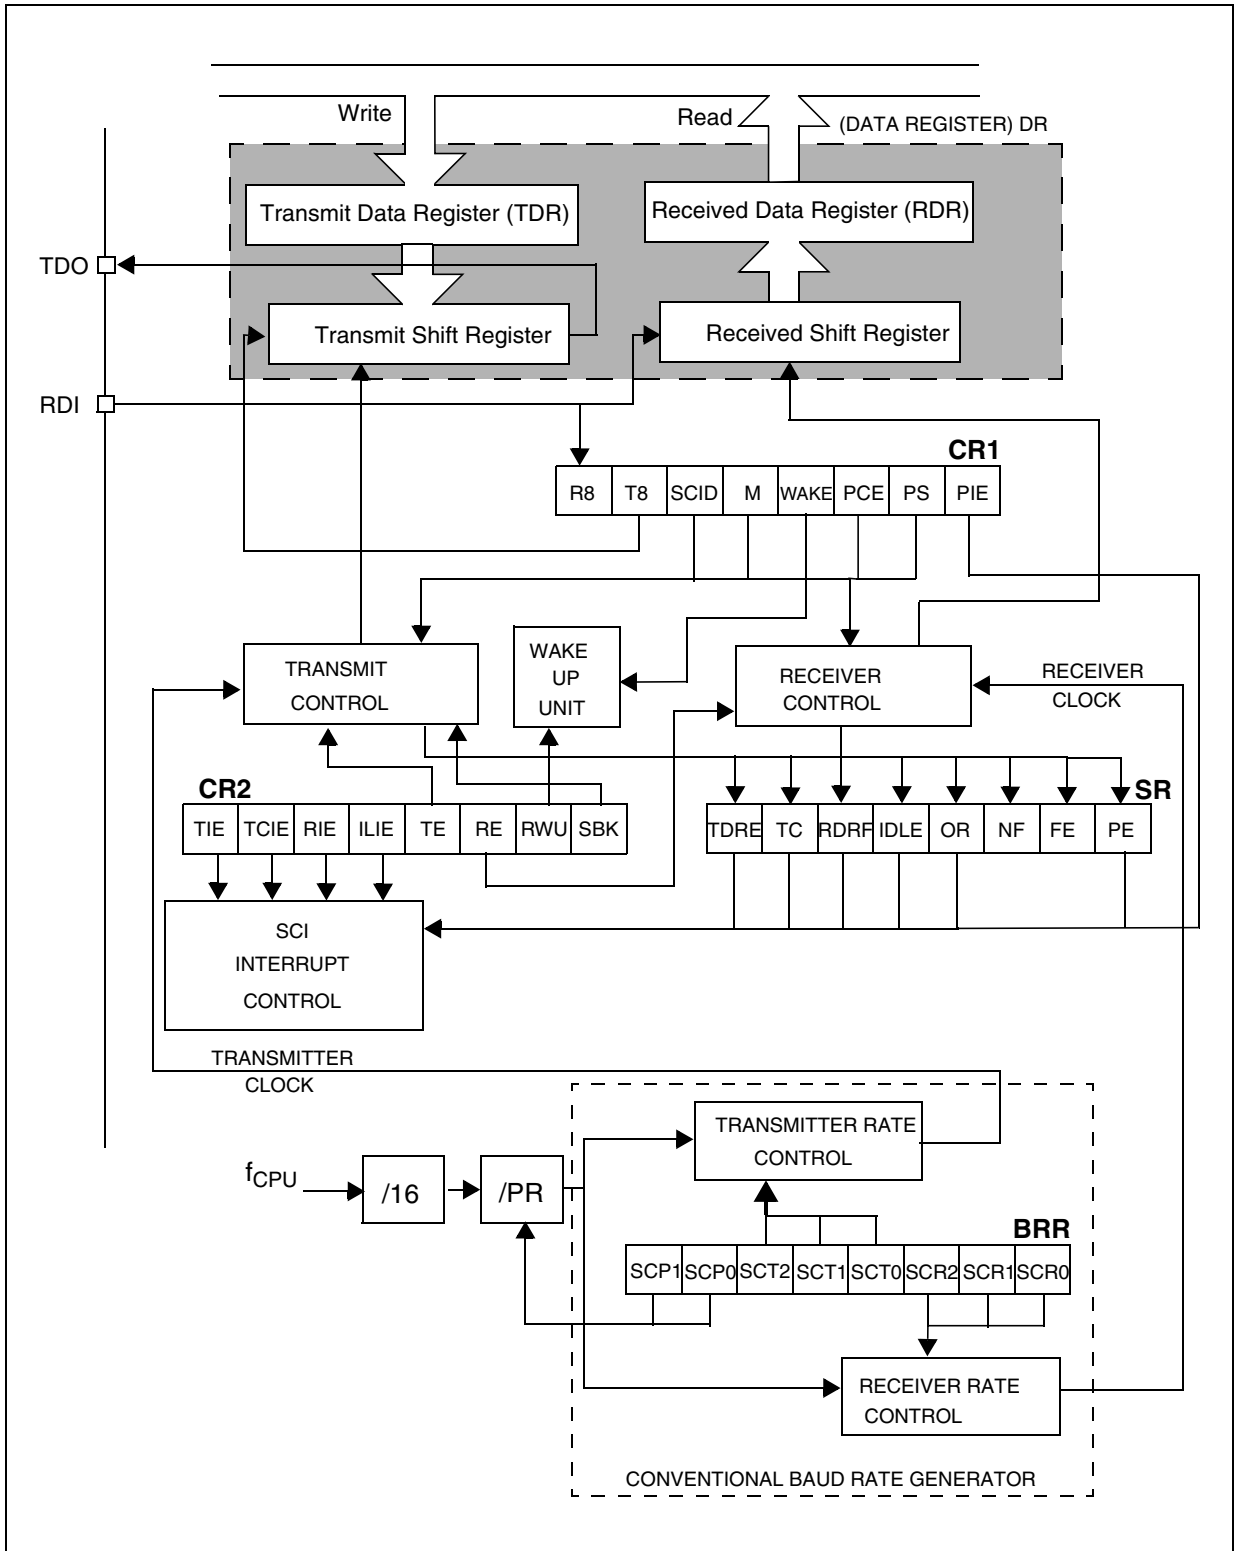 Write
Read
(DATA REGISTER) DR
Transmit Data Register (TDR)
Received Data Register (RDR)
TDO
Transmit Shift Register
Received Shift Register
RDI
CR1
R8 T8 SCID M WAKE PCE PS PIE
TRANSMIT
CONTROL
WAKE
UP
UNIT
RECEIVER
CONTROL
RECEIVER
CLOCK
CR2
TIE TCIE RIE ILIE TE RE RWU SBK
SR
TDRE TC RDRF IDLE OR NF FE PE
SCI
INTERRUPT
CONTROL
TRANSMITTER
CLOCK
TRANSMITTER RATE
CONTROL
fCPU
/16
/PR
BRR
SCP1 SCP0 SCT2 SCT1 SCT0 SCR2 SCR1 SCR0
RECEIVER RATE
CONTROL
CONVENTIONAL BAUD RATE GENERATOR